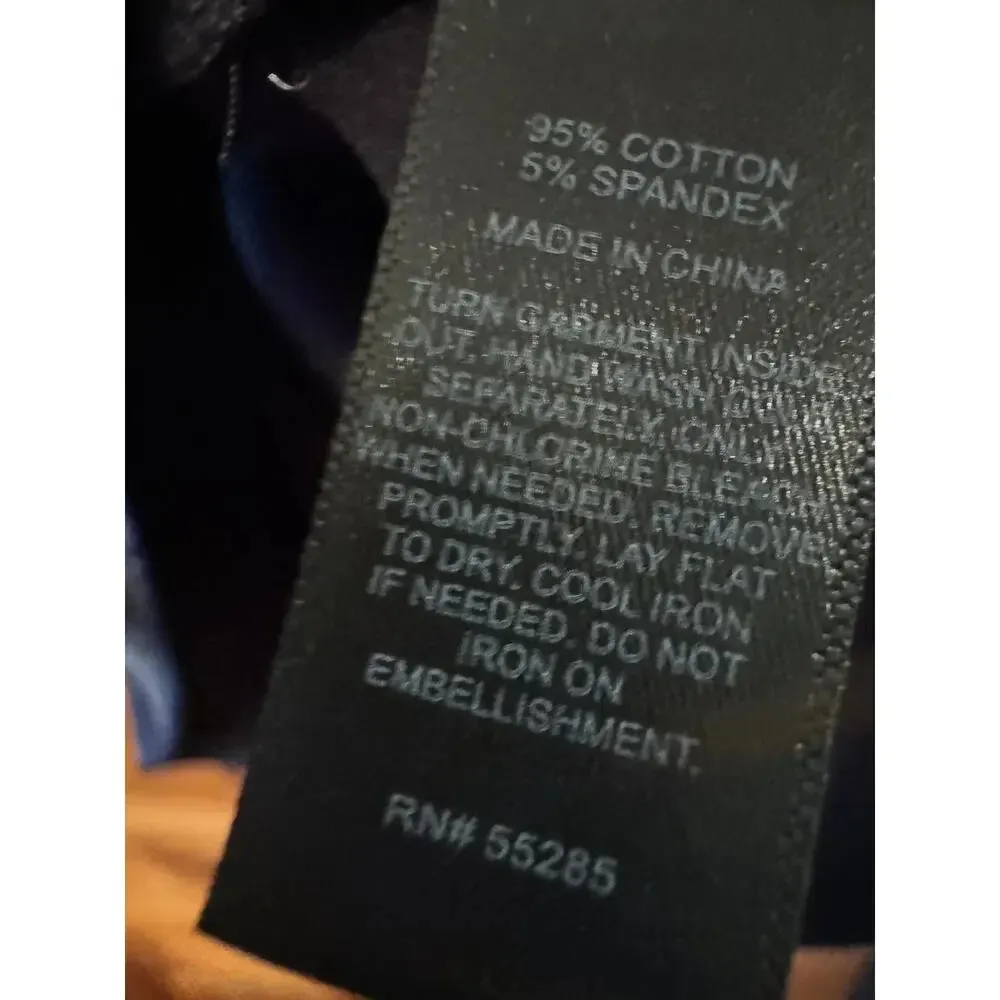 95% COTTON
5% SPANDEX
MADE IN CHINA
TURN GARMENT INSIDE
OUT. HAND WASH COLD
SEPARATELY. ONLY
NON-CHLORINE BLEACH
WHEN NEEDED. REMOVE
PROMPTLY. LAY FLAT
TO DRY. COOL IRON
IF NEEDED. DO NOT
IRON ON
EMBELLISHMENT.
RN# 55285